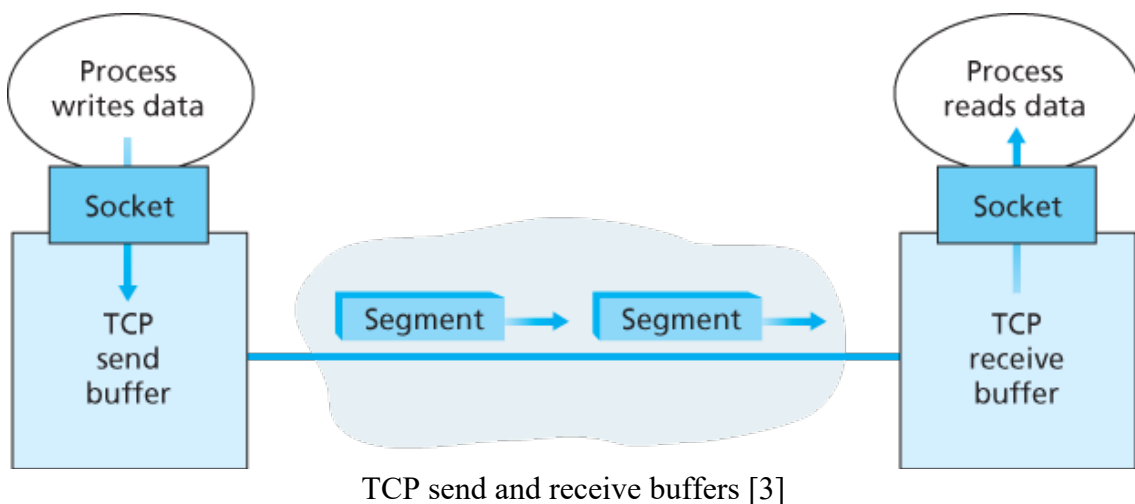 Process
writes data
Process
reads data
Socket
Socket
Segment
Segment
TCP
send
buffer
TCP
receive
buffer
TCP send and receive buffers [3]